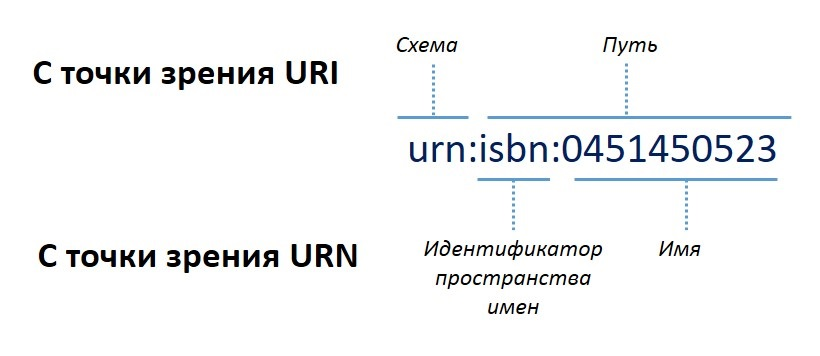 Схема
Путь
С точки зрения URI
urn:isbn:0451450523
С точки зрения URN
Идентификатор
пространства
имен
Имя